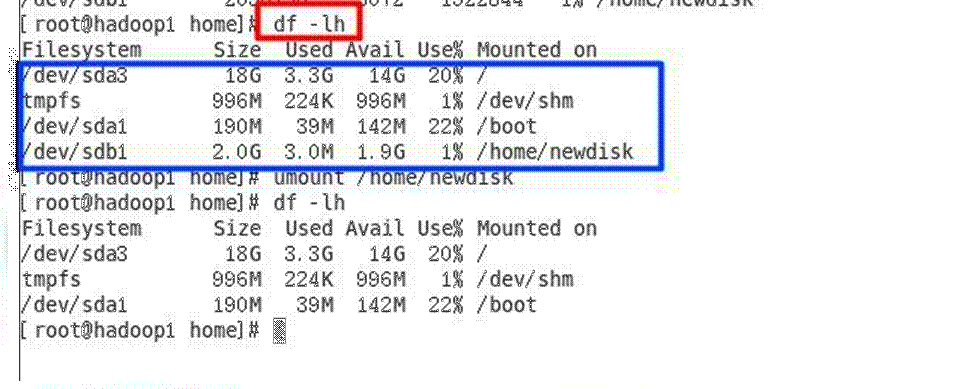 /dev/sdb1 1% /home/newdisk
[root@hadoop1 home]# df -lh
Filesystem Size Used Avail Use% Mounted on
/dev/sda3 18G 3.3G 14G 20% /
tmpfs 996M 224K 996M 1% /dev/shm
/dev/sda1 190M 39M 142M 22% /boot
/dev/sdb1 2.0G 3.0M 1.9G 1% /home/newdisk
[root@hadoop1 home]# umount /home/newdisk
[root@hadoop1 home]# df -lh
Filesystem Size Used Avail Use% Mounted on
/dev/sda3 18G 3.3G 14G 20% /
tmpfs 996M 224K 996M 1% /dev/shm
/dev/sda1 190M 39M 142M 22% /boot
[root@hadoop1 home]#